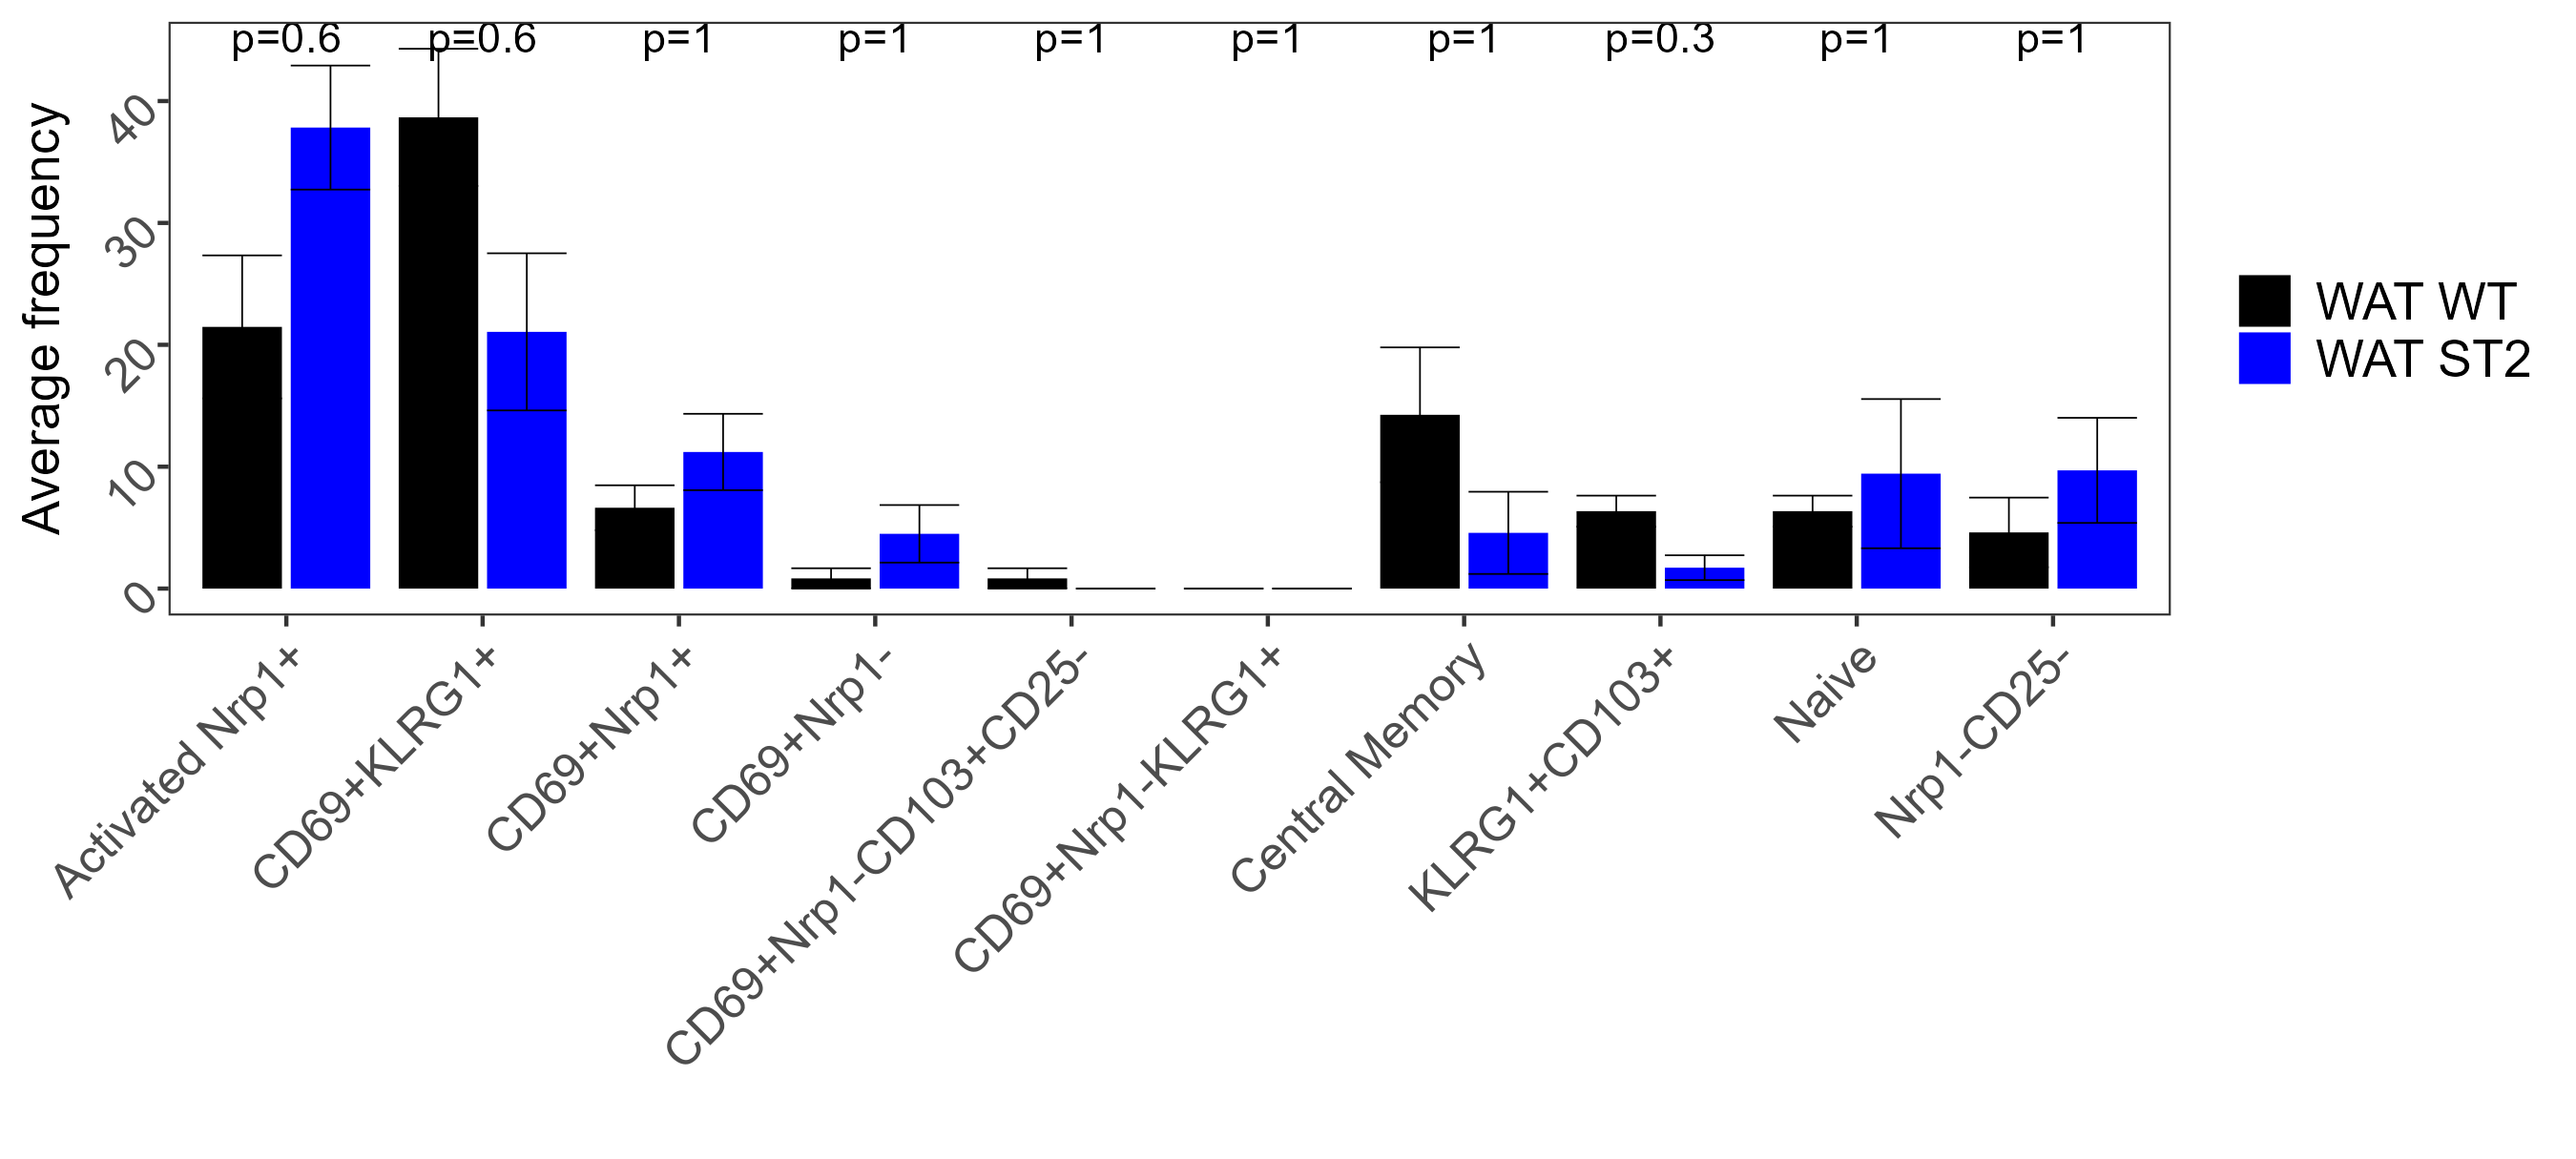 p=0.6 p=0.6 p=1 p=1 p=1 p=1 p=1 p=0.3 p=1 p=1
Average frequency
40
30
20
10
0
Activated Nrp1+
CD69+KLRG1+
CD69+Nrp1+
CD69+Nrp1-
CD69+Nrp1-CD103+CD25-
CD69+Nrp1-KLRG1+
Central Memory
KLRG1+CD103+
Naive
Nrp1-CD25-
WAT WT
WAT ST2